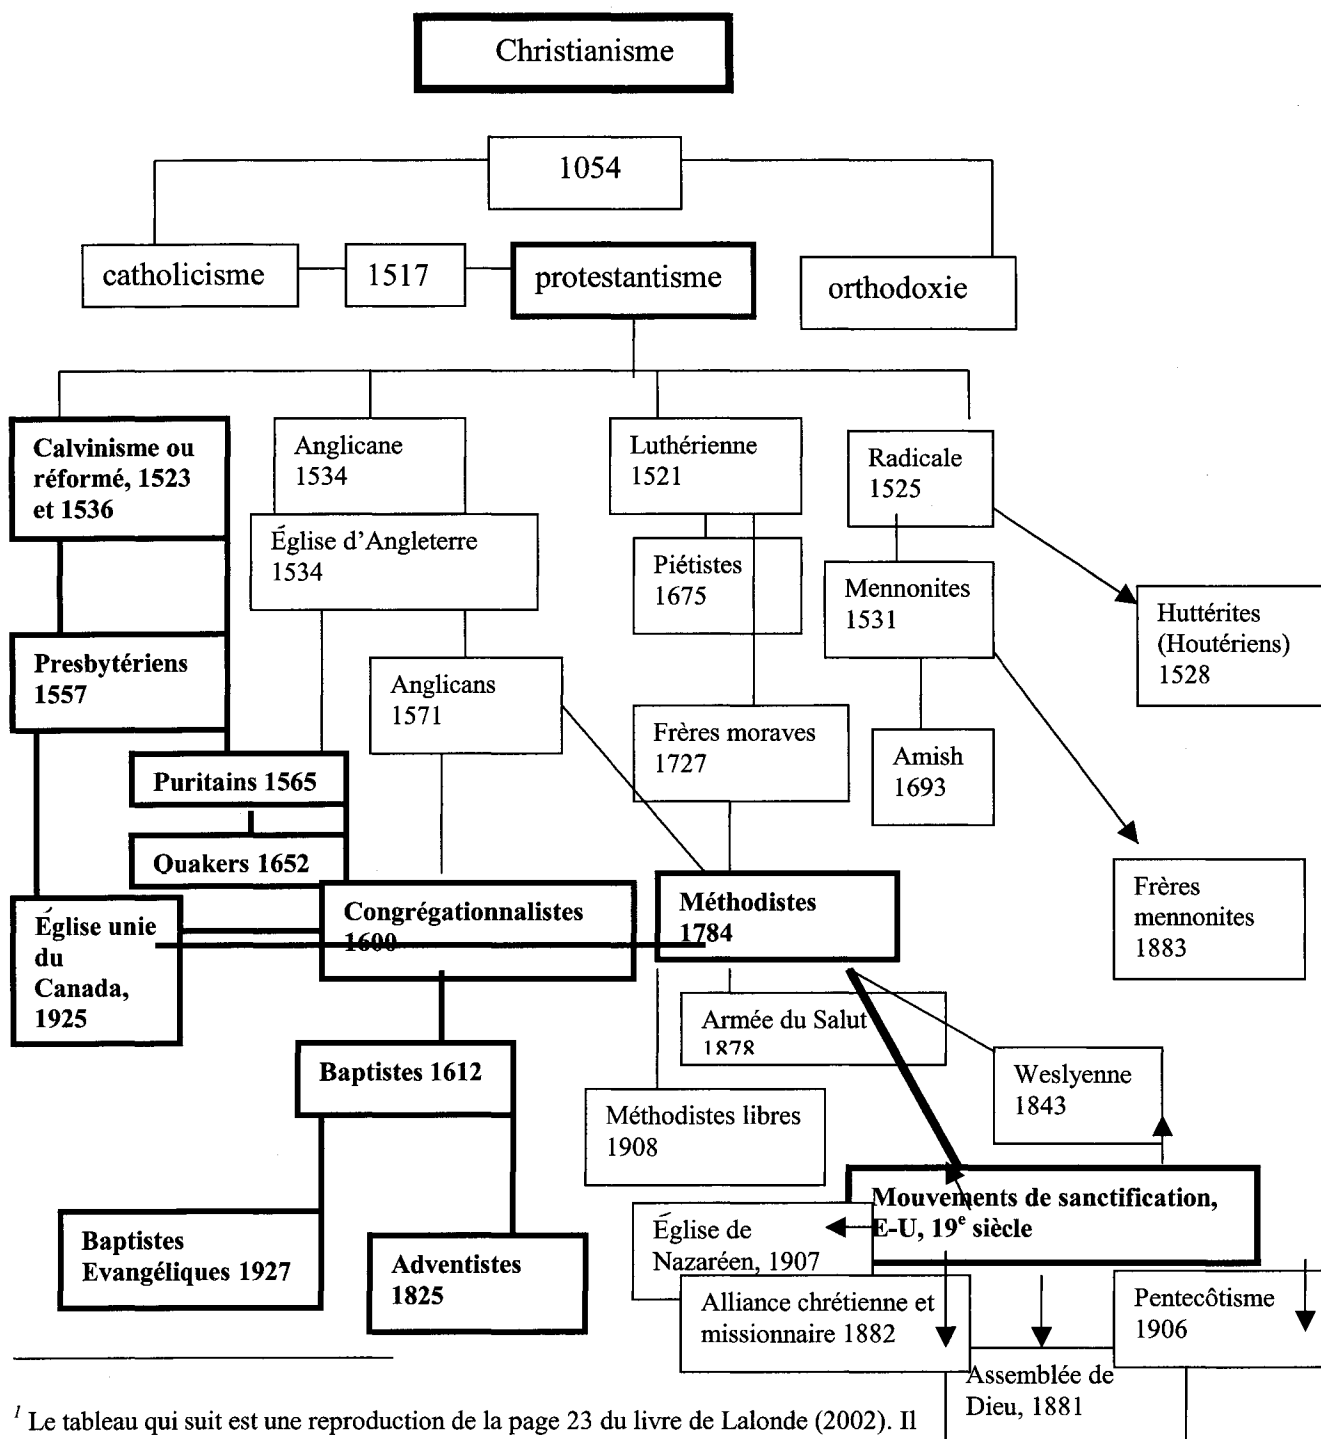 Christianisme
1054
catholicisme
1517
protestantisme
orthodoxie
Calvinisme ou
réformé, 1523
et 1536
Anglicane
1534
Luthérienne
1521
Radicale
1525
Église d'Angleterre
1534
Piétistes
1675
Mennonites
1531
Huttérites
(Houtériens)
1528
Presbytériens
1557
Anglicans
1571
Frères moraves
1727
Amish
1693
Puritains 1565
Quakers 1652
Frères
mennonites
1883
Église unie
du
Canada,
1925
Congrégationnalistes
1600
Méthodistes
1784
Armée du Salut
1878
Weslyenne
1843
Baptistes 1612
Méthodistes libres
1908
Mouvements de sanctification,
E-U, 19e siècle
Église de
Nazaréen, 1907
Baptistes
Evangéliques 1927
Adventistes
1825
Alliance chrétienne et
missionnaire 1882
Pentecôtisme
1906
Assemblée de
Dieu, 1881
1 Le tableau qui suit est une reproduction de la page 23 du livre de Lalonde (2002). Il